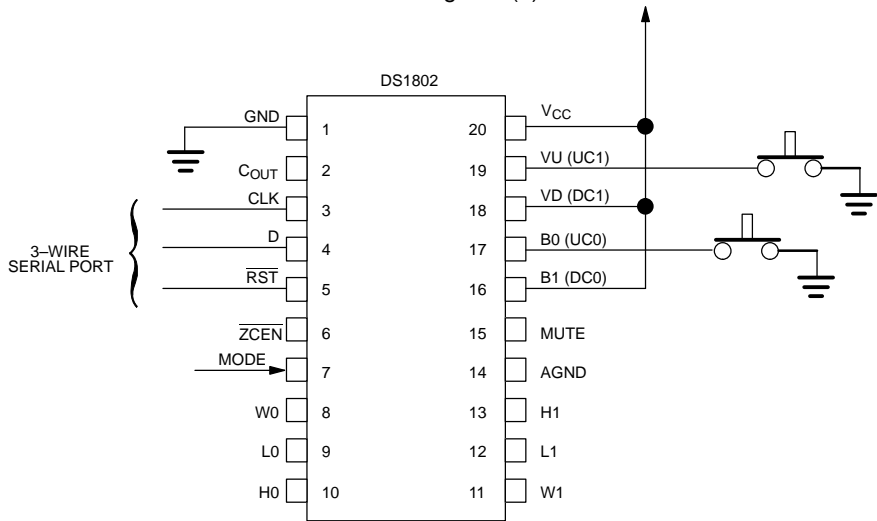 DS1802
GND 1 20 VCC
COUT 2 19 VU (UC1)
CLK 3 18 VD (DC1)
D 4 17 B0 (UC0)
3–WIRE
SERIAL PORT
RST 5 16 B1 (DC0)
ZCEN 6 15 MUTE
MODE 7 14 AGND
W0 8 13 H1
L0 9 12 L1
H0 10 11 W1